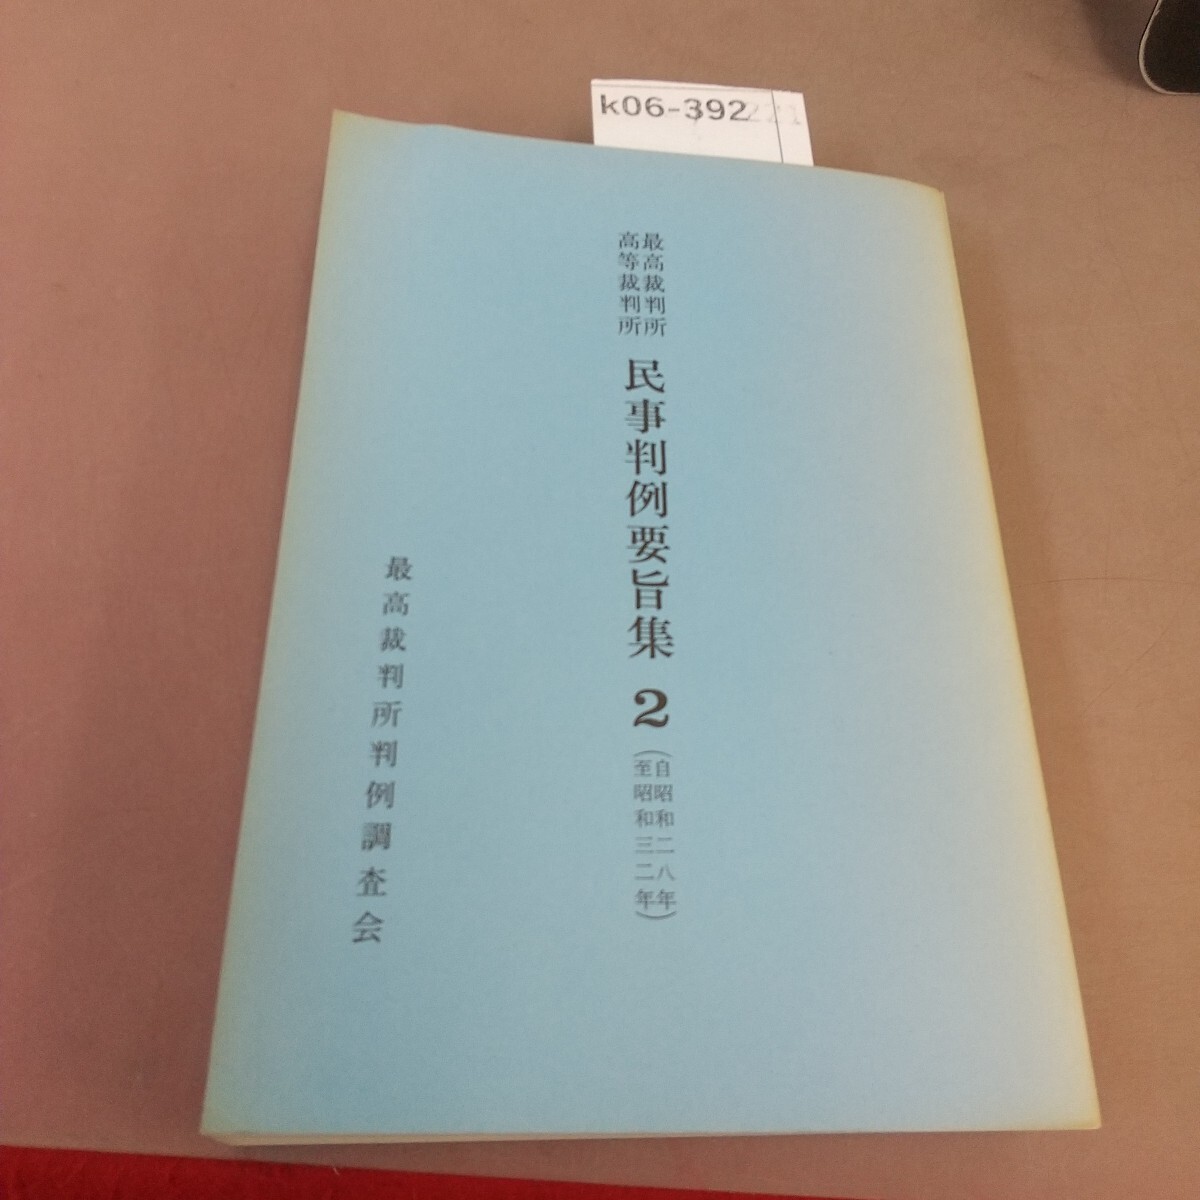 k06-392
最高裁判所
高等裁判所
民事判例要旨集 2
(自昭和二八年
至昭和三二年)
最高裁判所判例調査会